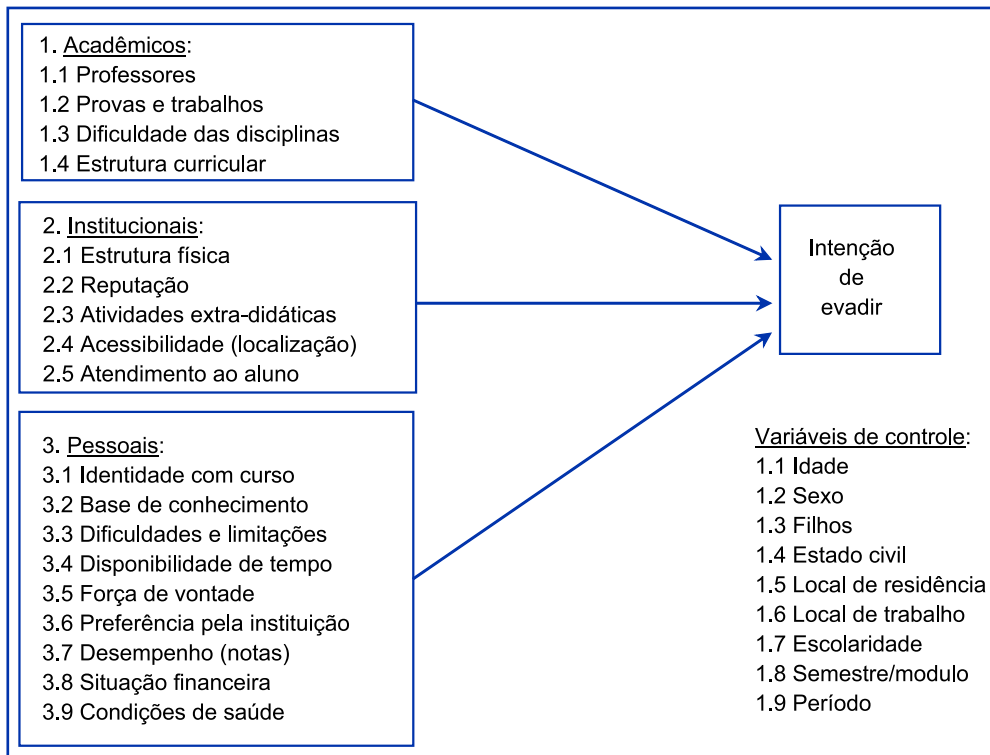 1. Acadêmicos:
1.1 Professores
1.2 Provas e trabalhos
1.3 Dificuldade das disciplinas
1.4 Estrutura curricular
2. Institucionais:
2.1 Estrutura física
2.2 Reputação
2.3 Atividades extra-didáticas
2.4 Acessibilidade (localização)
2.5 Atendimento ao aluno
3. Pessoais:
3.1 Identidade com curso
3.2 Base de conhecimento
3.3 Dificuldades e limitações
3.4 Disponibilidade de tempo
3.5 Força de vontade
3.6 Preferência pela instituição
3.7 Desempenho (notas)
3.8 Situação financeira
3.9 Condições de saúde
Intenção
de
evadir
Variáveis de controle:
1.1 Idade
1.2 Sexo
1.3 Filhos
1.4 Estado civil
1.5 Local de residência
1.6 Local de trabalho
1.7 Escolaridade
1.8 Semestre/modulo
1.9 Período